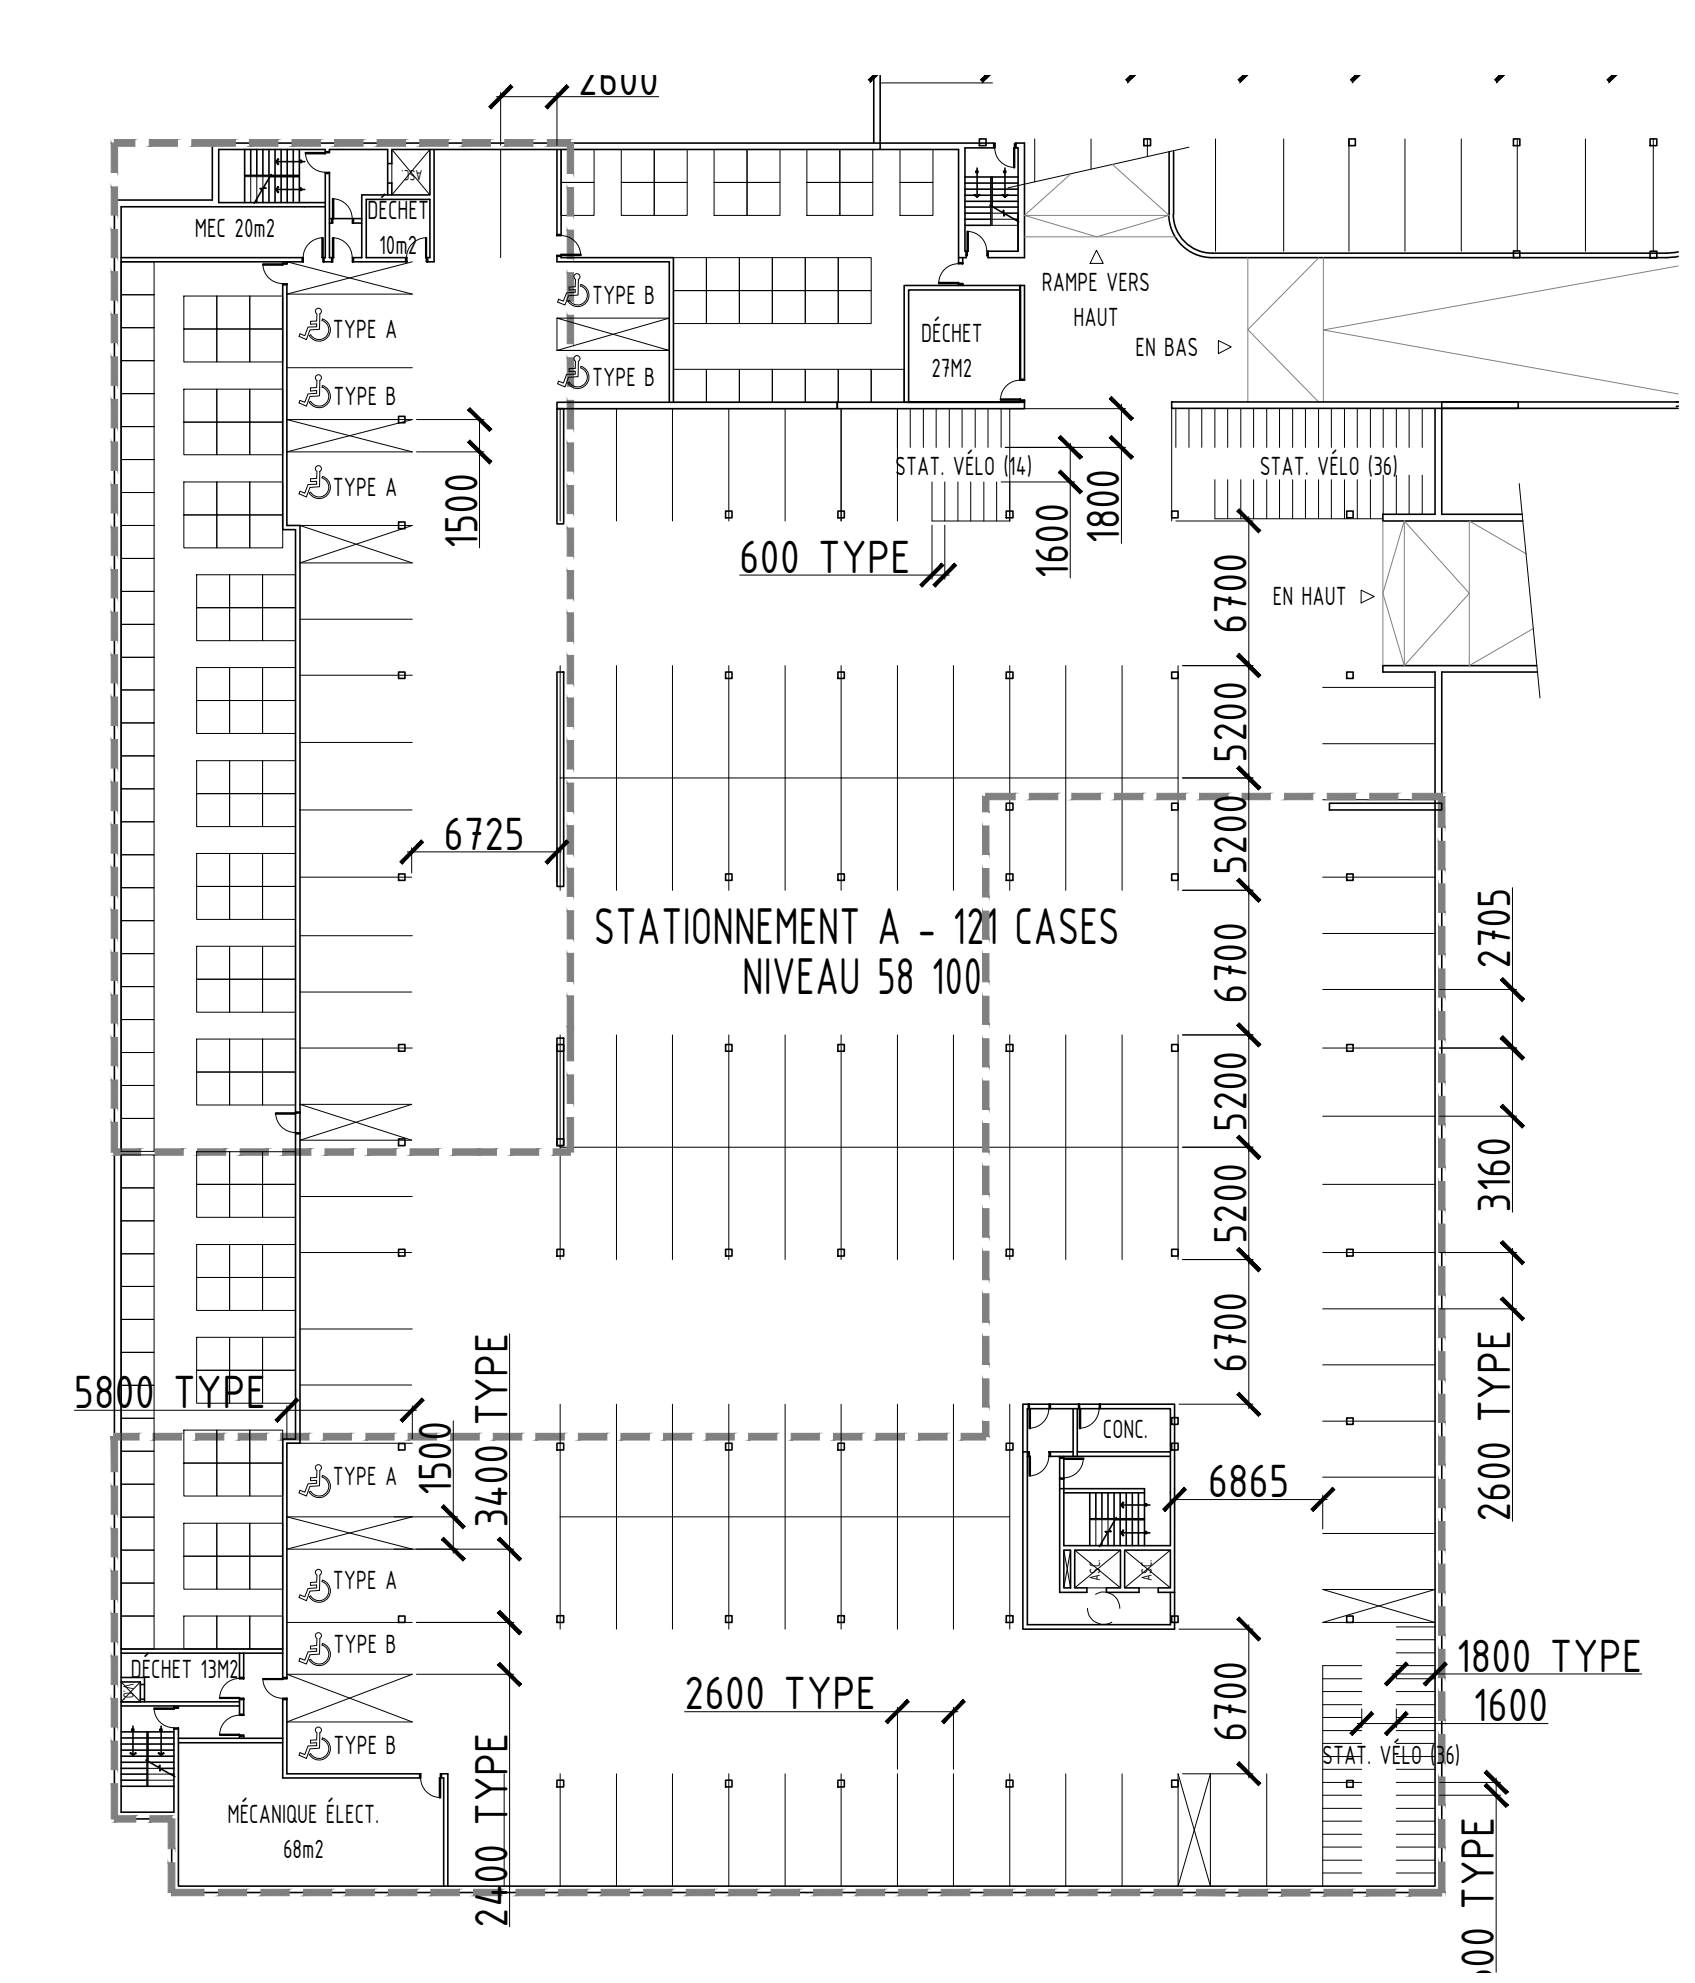 2600
MEC 20m2
DÉCHET
10m2
ASC.
TYPE A
TYPE B
TYPE A
1500
TYPE B
TYPE B
DÉCHET
27M2
RAMPE VERS
HAUT
EN BAS
STAT. VÉLO (14)
STAT. VÉLO (36)
600 TYPE
1600
1800
6700
EN HAUT
5200
5200
6725
STATIONNEMENT A - 121 CASES
NIVEAU 58 100
6700
2705
5200
3160
5200
6700
2600 TYPE
5800 TYPE
1500
3400 TYPE
CONC.
6865
ASC.
ASC.
TYPE A
TYPE A
TYPE B
TYPE B
DÉCHET 13M2
2600 TYPE
6700
1800 TYPE
1600
STAT. VÉLO (36)
MÉCANIQUE ÉLECT.
68m2
2400 TYPE
600 TYPE